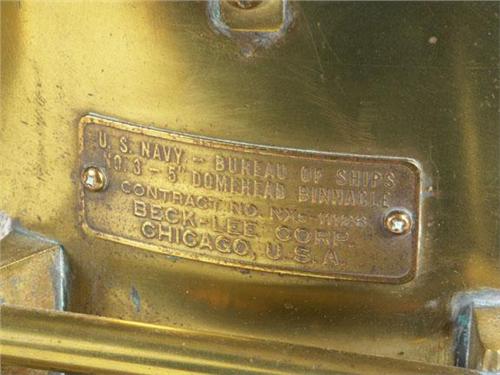 U. S. NAVY - BUREAU OF SHIPS
NO. 3 - 5" DOMEHEAD BINNACLE
CONTRACT NO.
BECK-LEE CORP.
CHICAGO, U.S.A.